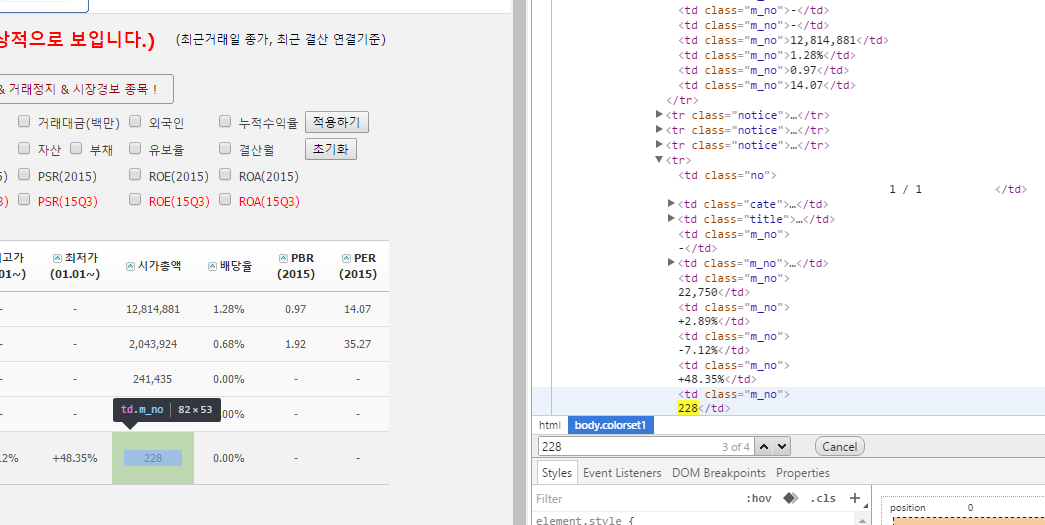 상적으로 보입니다.) (최근거래일 종가, 최근 결산 연결기준)
& 거래정지 & 시장경보 종목 !
거래대금(백만) 외국인 누적수익율 적용하기
자산 부채 유보율 결산월 초기화
5) PSR(2015) ROE(2015) ROA(2015)
3) PSR(15Q3) ROE(15Q3) ROA(15Q3)
고가 최저가 시가총액 배당율 PBR PER
01~) (01.01~) (2015) (2015)
- - 12,814,881 1.28% 0.97 14.07
- - 2,043,924 0.68% 1.92 35.27
- - 241,435 0.00% - -
- - 00% - -
td.m_no 82 × 53
12% +48.35% 228 0.00% - -
<td class="m_no">-</td>
<td class="m_no">-</td>
<td class="m_no">12,814,881</td>
<td class="m_no">1.28%</td>
<td class="m_no">0.97</td>
<td class="m_no">14.07</td>
</tr>
<tr class="notice">…</tr>
<tr class="notice">…</tr>
<tr class="notice">…</tr>
<tr>
<td class="no">
1 / 1 </td>
<td class="cate">…</td>
<td class="title">…</td>
<td class="m_no">
-</td>
<td class="m_no">…</td>
<td class="m_no">
22,750</td>
<td class="m_no">
+2.89%</td>
<td class="m_no">
-7.12%</td>
<td class="m_no">
+48.35%</td>
<td class="m_no">
228</td>
html body.colorset1
228 3 of 4 Cancel
Styles Event Listeners DOM Breakpoints Properties
Filter :hov .cls +
element.style {
position 0